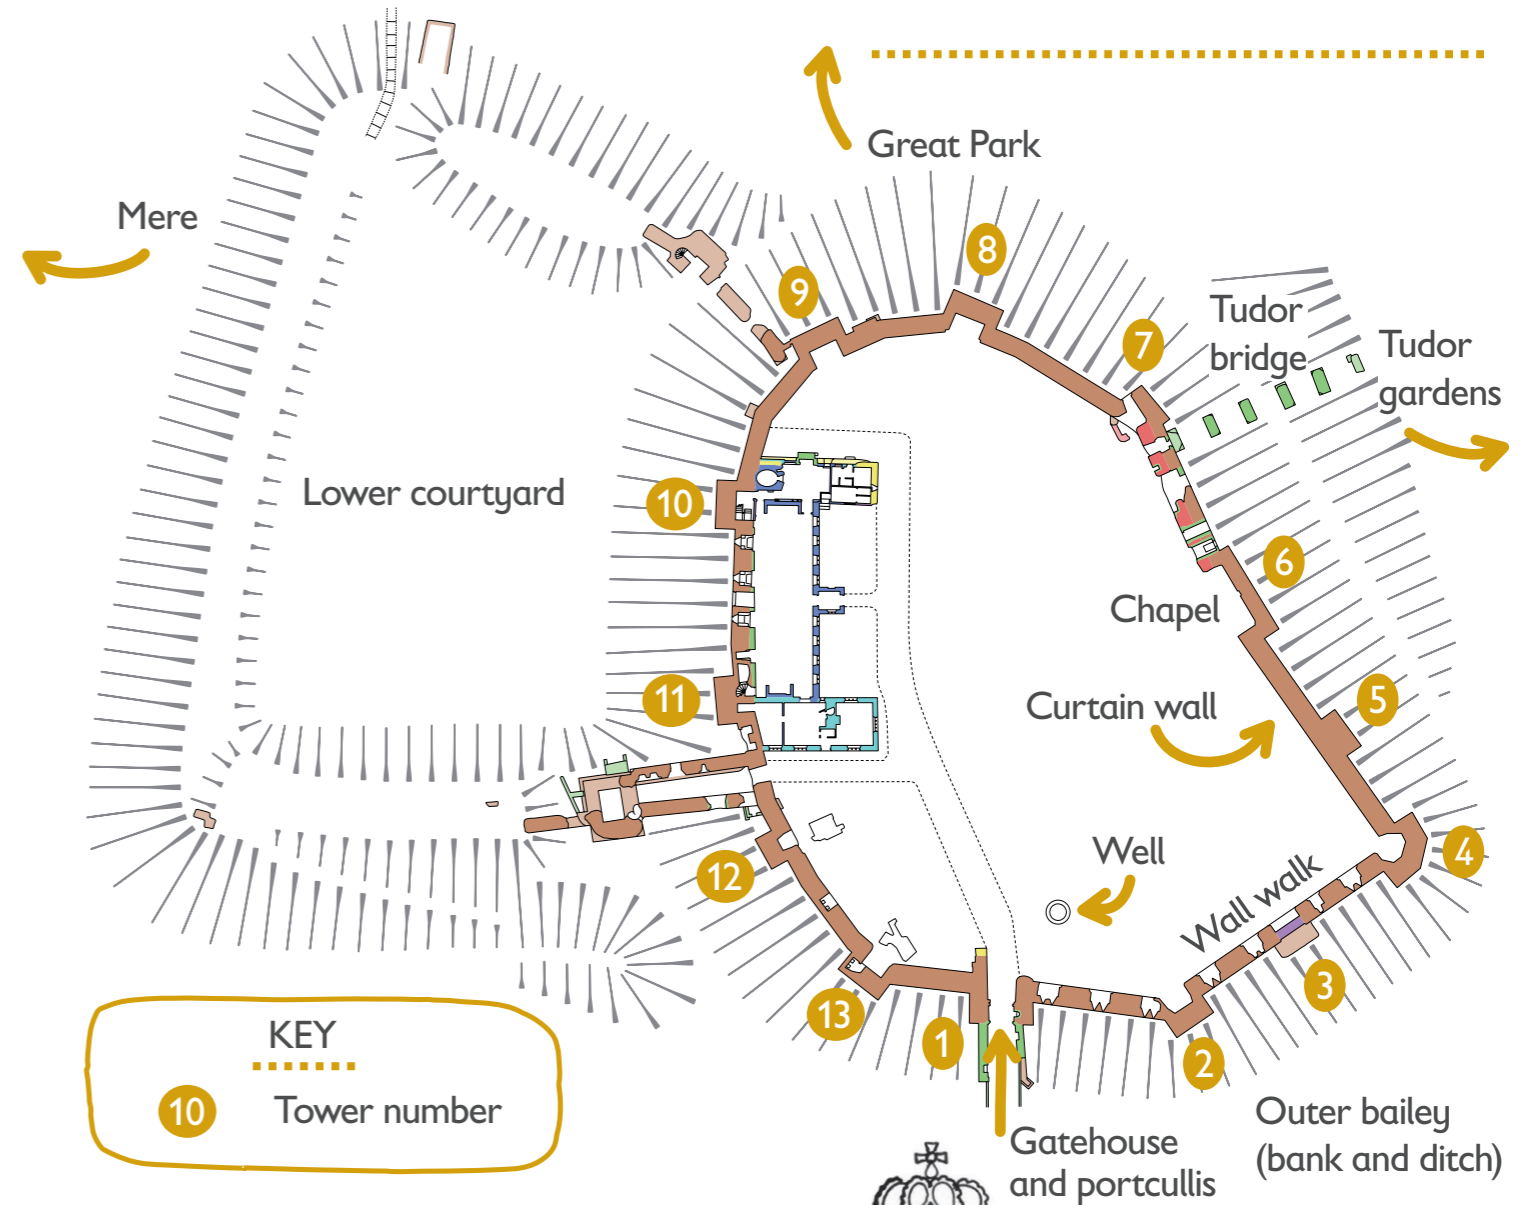 Great Park
Mere
8
9
Tudor
bridge
7
Tudor
gardens
Lower courtyard
10
6
Chapel
11
5
Curtain wall
12
Well
4
Wall walk
3
13
1
2
KEY
10 Tower number
Gatehouse
and portcullis
Outer bailey
(bank and ditch)